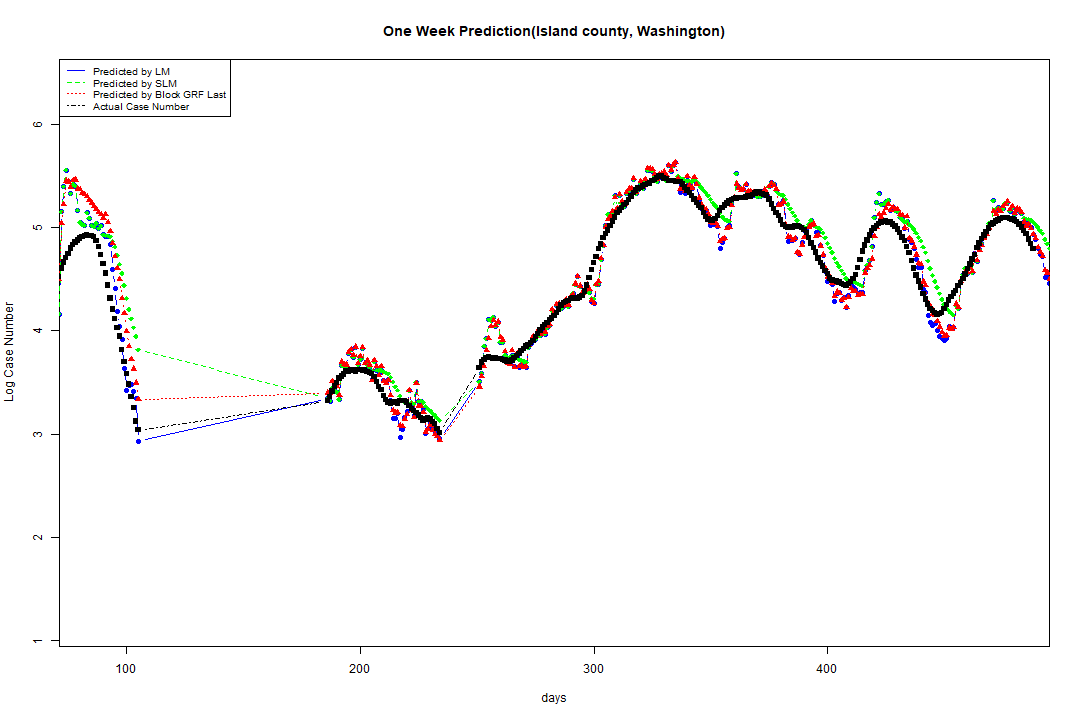 One Week Prediction(Island county, Washington)
Predicted by LM
Predicted by SLM
Predicted by Block GRF Last
Actual Case Number
6
5
4
3
2
1
Log Case Number
100 200 300 400
days